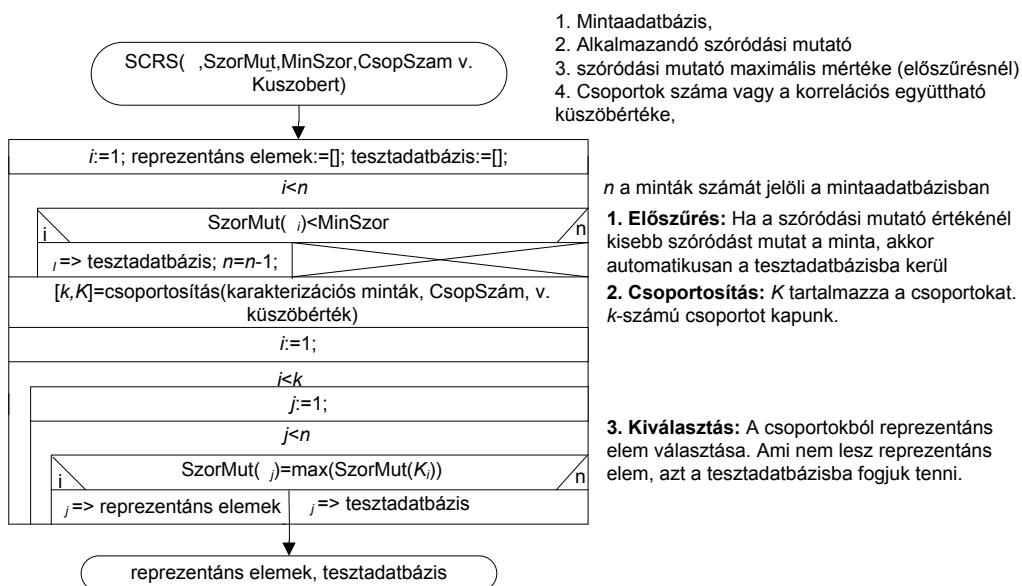 1. Mintaadatbázis,
2. Alkalmazandó szóródási mutató
3. szóródási mutató maximális mértéke (előszűrésnél)
4. Csoportok száma vagy a korrelációs együttható
küszöbértéke,
SCRS( ,SzorMut,MinSzor,CsopSzam v.
Kuszobert)
i:=1; reprezentáns elemek:=[]; tesztadatbázis:=[];
i<n
n a minták számát jelöli a mintaadatbázisban
i
SzorMut( i)<MinSzor
n
i => tesztadatbázis; n=n-1;
1. Előszűrés: Ha a szóródási mutató értékénél
kisebb szóródást mutat a minta, akkor
automatikusan a tesztadatbázisba kerül
[k,K]=csoportosítás(karakterizációs minták, CsopSzám, v.
küszöbérték)
2. Csoportosítás: K tartalmazza a csoportokat.
k-számú csoportot kapunk.
i:=1;
i<k
j:=1;
j<n
i
SzorMut( j)=max(SzorMut(Ki))
n
j => reprezentáns elemek
j => tesztadatbázis
3. Kiválasztás: A csoportokból reprezentáns
elem választása. Ami nem lesz reprezentáns
elem, azt a tesztadatbázisba fogjuk tenni.
reprezentáns elemek, tesztadatbázis